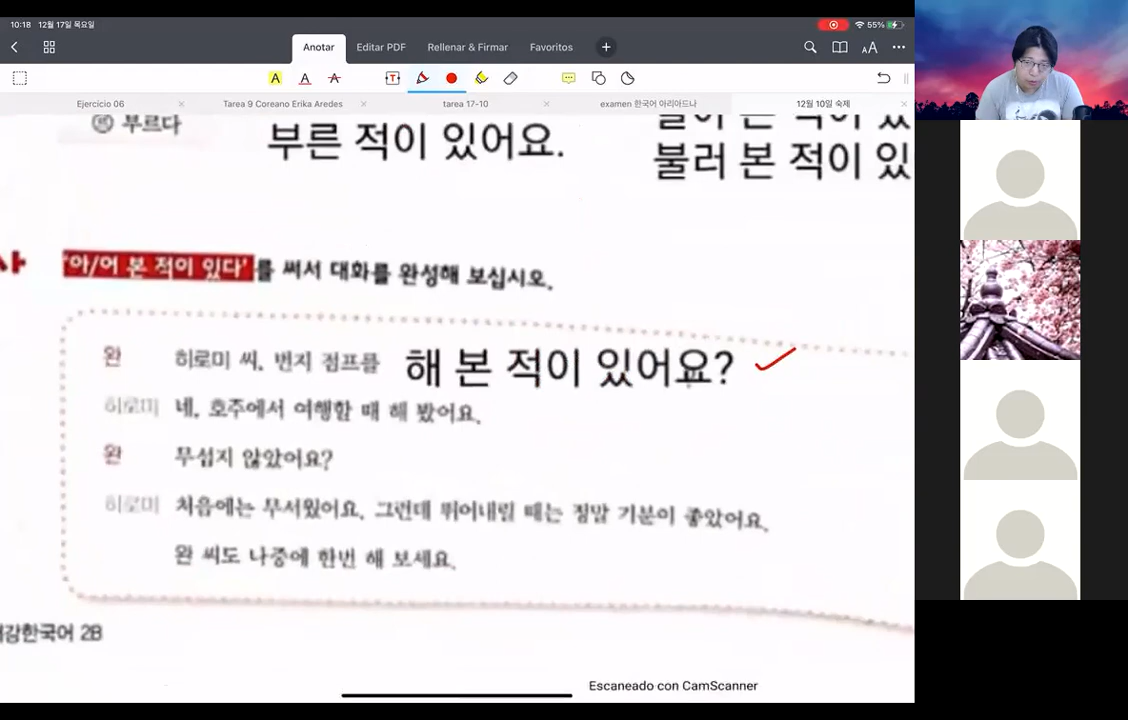 10:18 12월 17일 목요일
55%
Anotar Editar PDF Rellenar & Firmar Favoritos
Ejercicio 06 Tarea 9 Coreano Erika Aredes tarea 17-10 examen 한국어 아리아드나 12월 10일 숙제
부르다
부른 적이 있어요.
불러 본 적이 있
'아/어 본 적이 있다'를 써서 대화를 완성해 보십시오.
완 히로미 씨, 번지 점프를 해 본 적이 있어요?
히로미 네, 호주에서 여행할 때 해 봤어요.
완 무섭지 않았어요?
히로미 처음에는 무서웠어요. 그런데 뛰어내릴 때는 정말 기분이 좋았어요.
완 씨도 나중에 한번 해 보세요.
한국어 2B
Escaneado con CamScanner